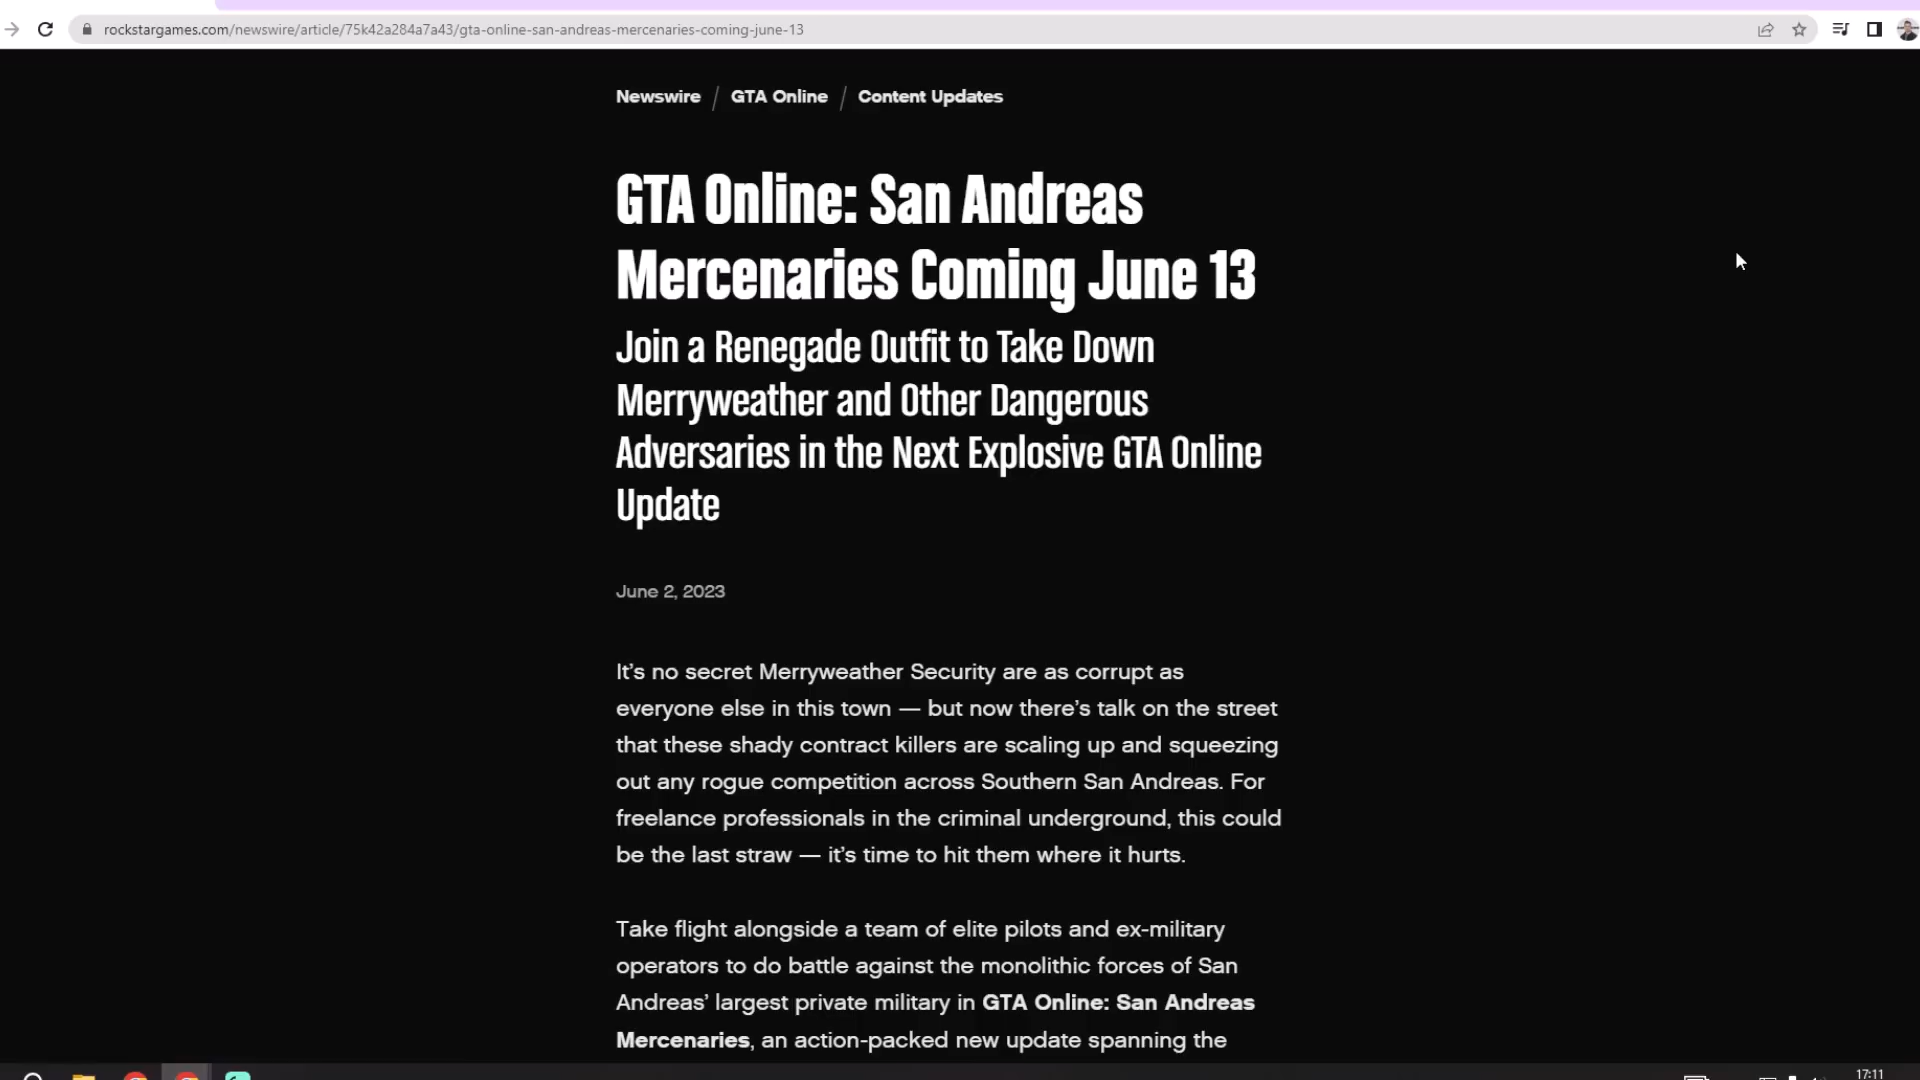 rockstargames.com/newswire/article/75k42a284a7a43/gta-online-san-andreas-mercenaries-coming-june-13
Newswire / GTA Online / Content Updates
GTA Online: San Andreas
Mercenaries Coming June 13
Join a Renegade Outfit to Take Down
Merryweather and Other Dangerous
Adversaries in the Next Explosive GTA Online
Update
June 2, 2023
It's no secret Merryweather Security are as corrupt as
everyone else in this town — but now there's talk on the street
that these shady contract killers are scaling up and squeezing
out any rogue competition across Southern San Andreas. For
freelance professionals in the criminal underground, this could
be the last straw — it's time to hit them where it hurts.
Take flight alongside a team of elite pilots and ex-military
operators to do battle against the monolithic forces of San
Andreas' largest private military in GTA Online: San Andreas
Mercenaries, an action-packed new update spanning the
17:11